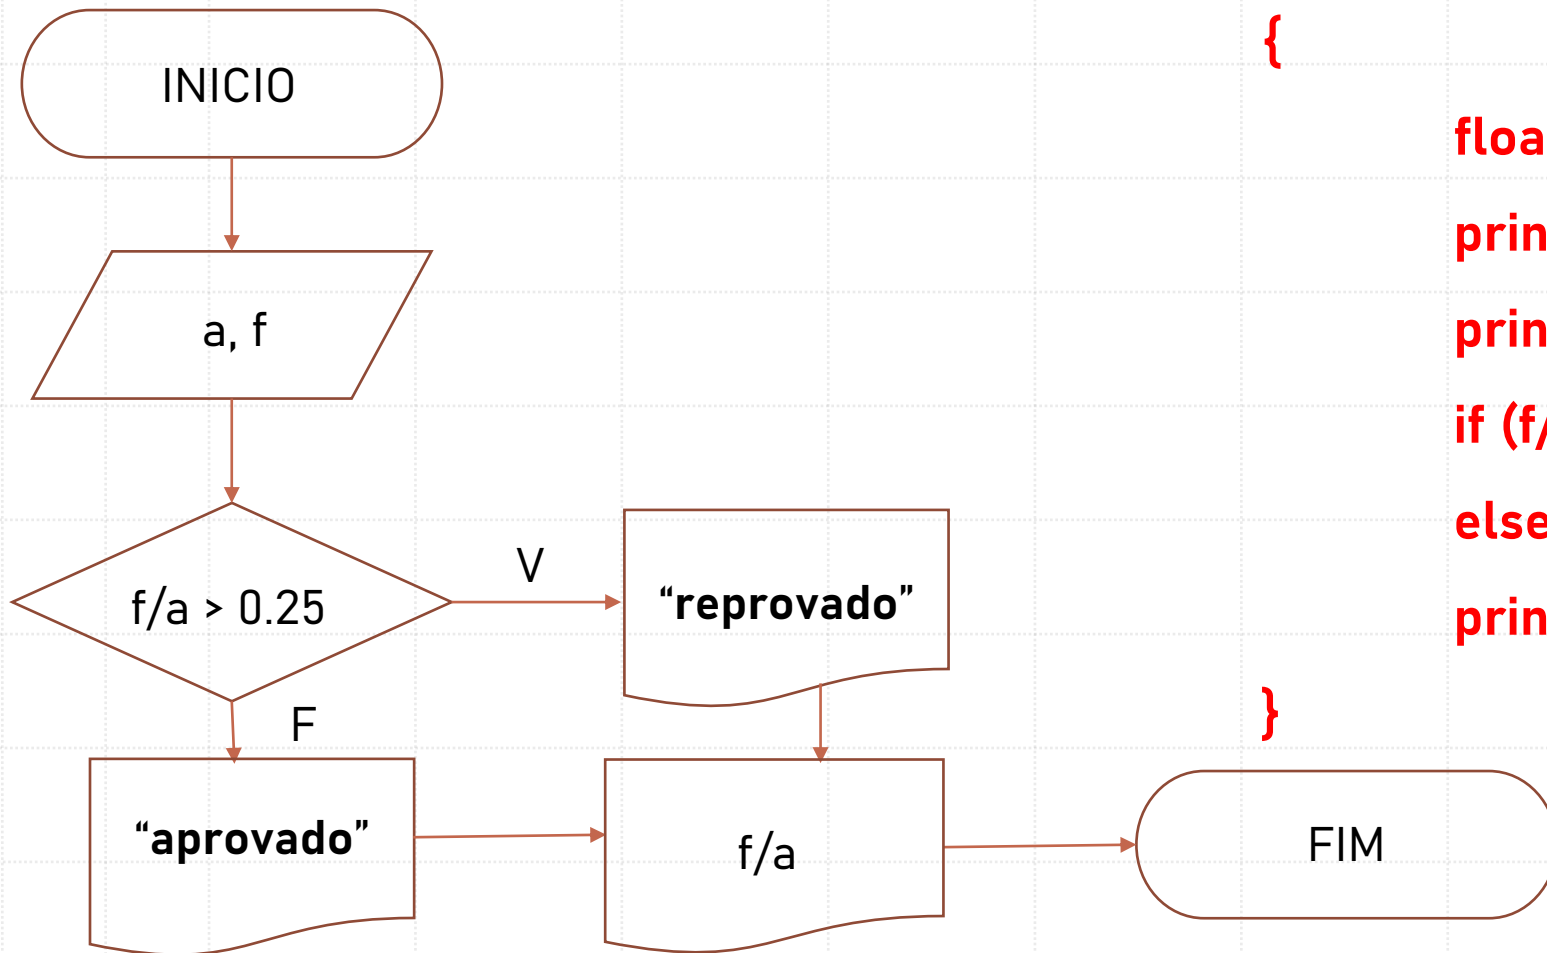 INICIO
a, f
f/a > 0.25
V
“reprovado”
F
“aprovado”
f/a
FIM
{
floa
prin
prin
if (f/
else
prin
}